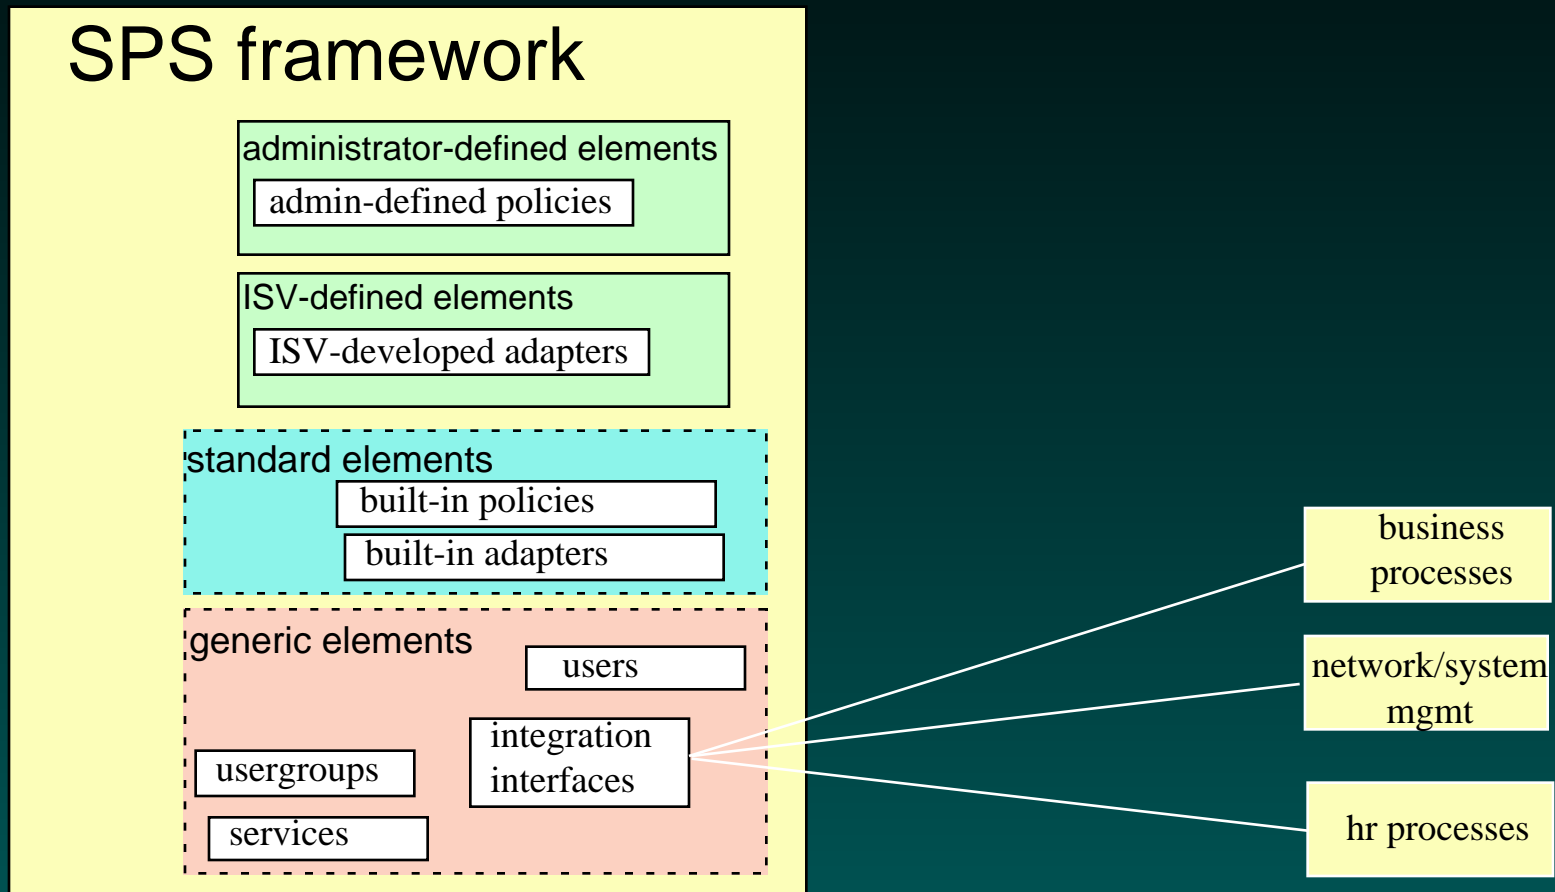 SPS framework
administrator-defined elements
admin-defined policies
ISV-defined elements
ISV-developed adapters
standard elements
built-in policies
built-in adapters
generic elements
users
integration
interfaces
usergroups
services
business
processes
network/system
mgmt
hr processes